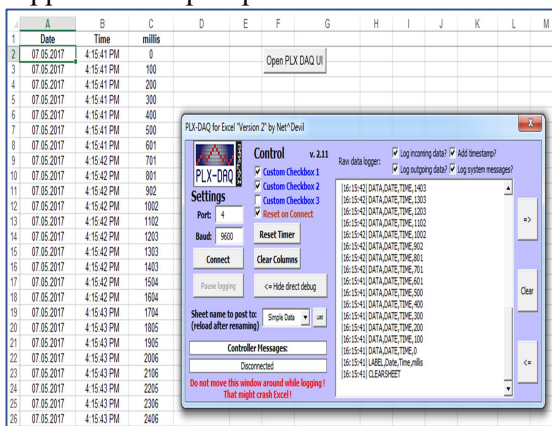 A B C D E F G H I J K L M
1 Date Time millis
2 07.05.2017 4:15:41 PM 0
3 07.05.2017 4:15:41 PM 100
4 07.05.2017 4:15:41 PM 200
5 07.05.2017 4:15:41 PM 300
6 07.05.2017 4:15:41 PM 400
7 07.05.2017 4:15:41 PM 500
8 07.05.2017 4:15:41 PM 601
9 07.05.2017 4:15:42 PM 701
10 07.05.2017 4:15:42 PM 801
11 07.05.2017 4:15:42 PM 902
12 07.05.2017 4:15:42 PM 1002
13 07.05.2017 4:15:42 PM 1102
14 07.05.2017 4:15:42 PM 1203
15 07.05.2017 4:15:42 PM 1303
16 07.05.2017 4:15:42 PM 1403
17 07.05.2017 4:15:42 PM 1504
18 07.05.2017 4:15:42 PM 1604
19 07.05.2017 4:15:43 PM 1704
20 07.05.2017 4:15:43 PM 1805
21 07.05.2017 4:15:43 PM 1905
22 07.05.2017 4:15:43 PM 2006
23 07.05.2017 4:15:43 PM 2106
24 07.05.2017 4:15:43 PM 2205
25 07.05.2017 4:15:43 PM 2306
26 07.05.2017 4:15:43 PM 2406
Open PLX DAQ UI
PLX-DAQ for Excel "Version 2" by Net^Devil
PLX-DAQ
Control v. 2.11
Custom Checkbox 1
Custom Checkbox 2
Custom Checkbox 3
Reset on Connect
Settings
Port: 4
Baud: 9600
Reset Timer
Connect
Clear Columns
Pause logging
<= Hide direct debug
Sheet name to post to:
(reload after renaming)
Simple Data
Controller Messages:
Disconnected
Do not move this window around while logging !
That might crash Excel !
Raw data logger:
Log incoming data? Add timestamp?
Log outgoing data? Log system messages?
[16:15:42] DATA,DATE,TIME,1403
[16:15:42] DATA,DATE,TIME,1303
[16:15:42] DATA,DATE,TIME,1203
[16:15:42] DATA,DATE,TIME,1102
[16:15:42] DATA,DATE,TIME,1002
[16:15:42] DATA,DATE,TIME,902
[16:15:42] DATA,DATE,TIME,801
[16:15:42] DATA,DATE,TIME,701
[16:15:41] DATA,DATE,TIME,601
[16:15:41] DATA,DATE,TIME,500
[16:15:41] DATA,DATE,TIME,400
[16:15:41] DATA,DATE,TIME,300
[16:15:41] DATA,DATE,TIME,200
[16:15:41] DATA,DATE,TIME,100
[16:15:41] DATA,DATE,TIME,0
[16:15:41] LABEL,Date,Time,millis
[16:15:41] CLEARSHEET
=>
Clear
<=